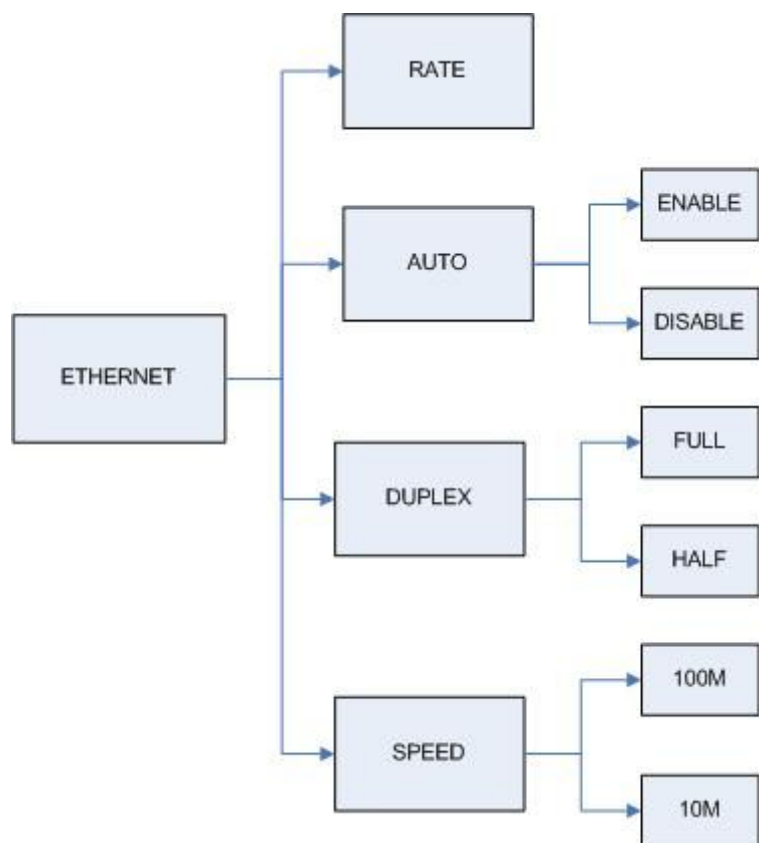 RATE
AUTO
ENABLE
DISABLE
ETHERNET
DUPLEX
FULL
HALF
SPEED
100M
10M